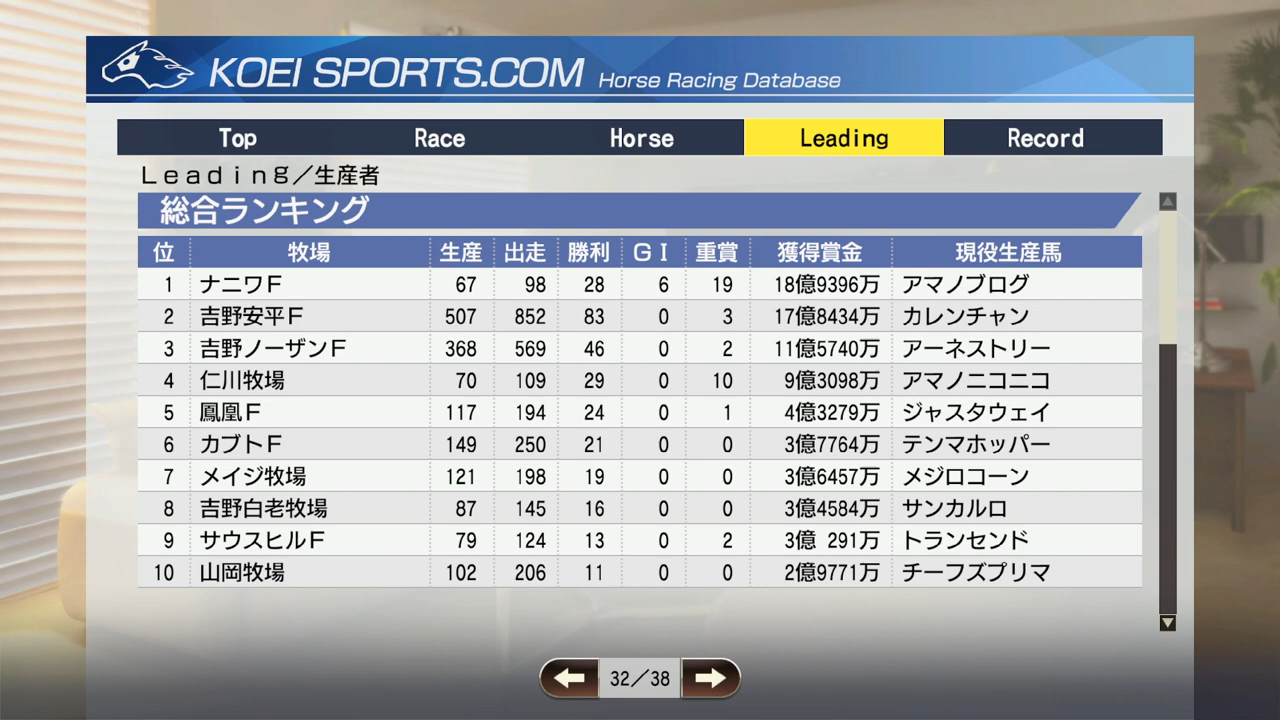 KOEI SPORTS.COM Horse Racing Database
Top Race Horse Leading Record
Ｌｅａｄｉｎｇ／生産者
総合ランキング
位 牧場 生産 出走 勝利 ＧⅠ 重賞 獲得賞金 現役生産馬
1 ナニワＦ 67 98 28 6 19 18億9396万 アマノブログ
2 吉野安平Ｆ 507 852 83 0 3 17億8434万 カレンチャン
3 吉野ノーザンＦ 368 569 46 0 2 11億5740万 アーネストリー
4 仁川牧場 70 109 29 0 10 9億3098万 アマノニコニコ
5 鳳凰Ｆ 117 194 24 0 1 4億3279万 ジャスタウェイ
6 カブトＦ 149 250 21 0 0 3億7764万 テンマホッパー
7 メイジ牧場 121 198 19 0 0 3億6457万 メジロコーン
8 吉野白老牧場 87 145 16 0 0 3億4584万 サンカルロ
9 サウスヒルＦ 79 124 13 0 2 3億 291万 トランセンド
10 山岡牧場 102 206 11 0 0 2億9771万 チーフズプリマ
32／38